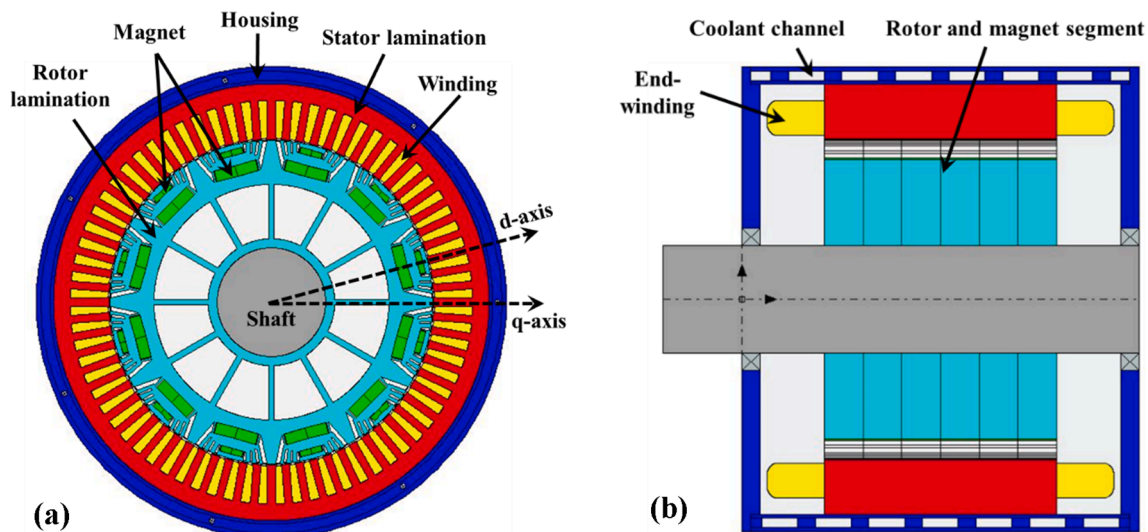 Housing
Magnet
Stator lamination
Rotor
lamination
Winding
d-axis
q-axis
Shaft
(a)
Coolant channel
Rotor and magnet segment
End-
winding
(b)